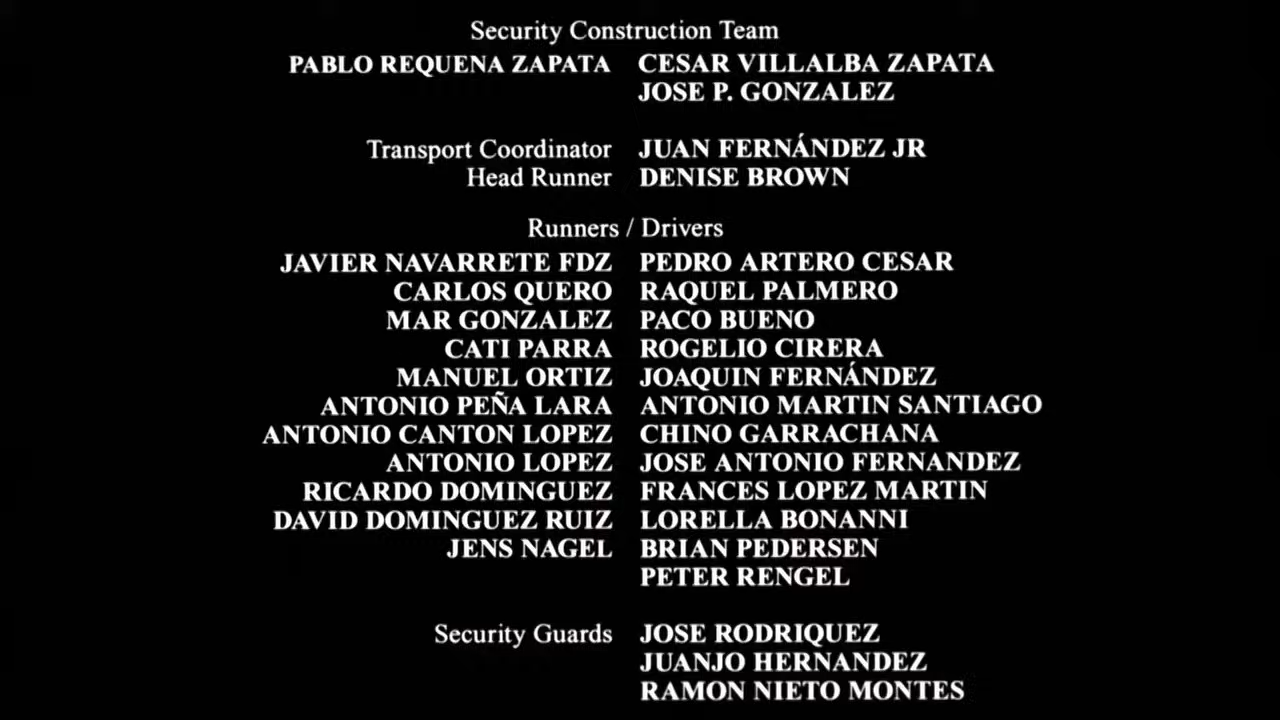 Security Construction Team
PABLO REQUENA ZAPATA CESAR VILLALBA ZAPATA
JOSE P. GONZALEZ
Transport Coordinator JUAN FERNÁNDEZ JR
Head Runner DENISE BROWN
Runners / Drivers
JAVIER NAVARRETE FDZ PEDRO ARTERO CESAR
CARLOS QUERO RAQUEL PALMERO
MAR GONZALEZ PACO BUENO
CATI PARRA ROGELIO CIRERA
MANUEL ORTIZ JOAQUIN FERNÁNDEZ
ANTONIO PEÑA LARA ANTONIO MARTIN SANTIAGO
ANTONIO CANTON LOPEZ CHINO GARRACHANA
ANTONIO LOPEZ JOSE ANTONIO FERNANDEZ
RICARDO DOMINGUEZ FRANCES LOPEZ MARTIN
DAVID DOMINGUEZ RUIZ LORELLA BONANNI
JENS NAGEL BRIAN PEDERSEN
PETER RENGEL
Security Guards JOSE RODRIQUEZ
JUANJO HERNANDEZ
RAMON NIETO MONTES